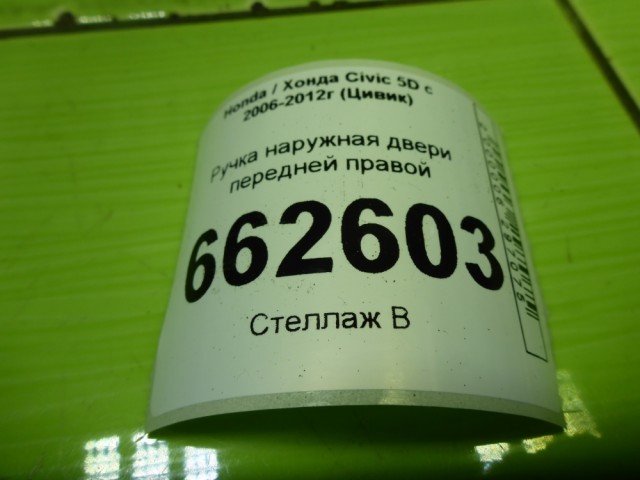 Honda / Хонда Civic 5D с
2006-2012г (Цивик)
Ручка наружная двери
передней правой
662603
Стеллаж В